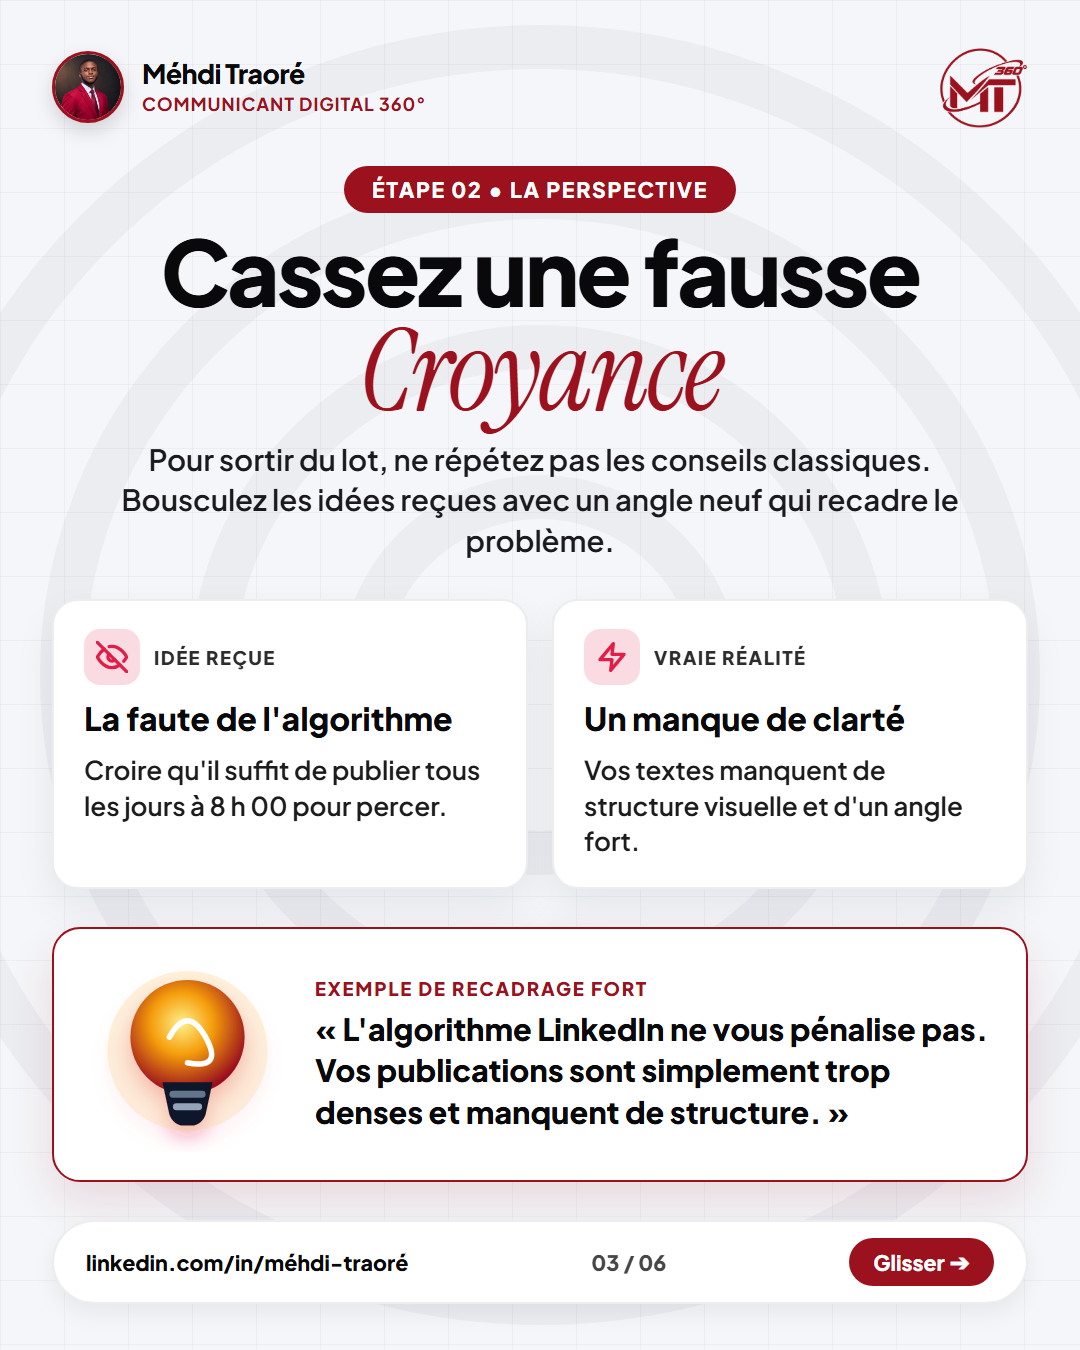 Méhdi Traoré
COMMUNICANT DIGITAL 360°
MT 360°
ÉTAPE 02 • LA PERSPECTIVE
Cassez une fausse
Croyance
Pour sortir du lot, ne répétez pas les conseils classiques.
Bousculez les idées reçues avec un angle neuf qui recadre le
problème.
IDÉE REÇUE
La faute de l'algorithme
Croire qu'il suffit de publier tous
les jours à 8 h 00 pour percer.
VRAIE RÉALITÉ
Un manque de clarté
Vos textes manquent de
structure visuelle et d'un angle
fort.
EXEMPLE DE RECADRAGE FORT
« L'algorithme LinkedIn ne vous pénalise pas.
Vos publications sont simplement trop
denses et manquent de structure. »
linkedin.com/in/méhdi-traoré
03 / 06
Glisser ➔